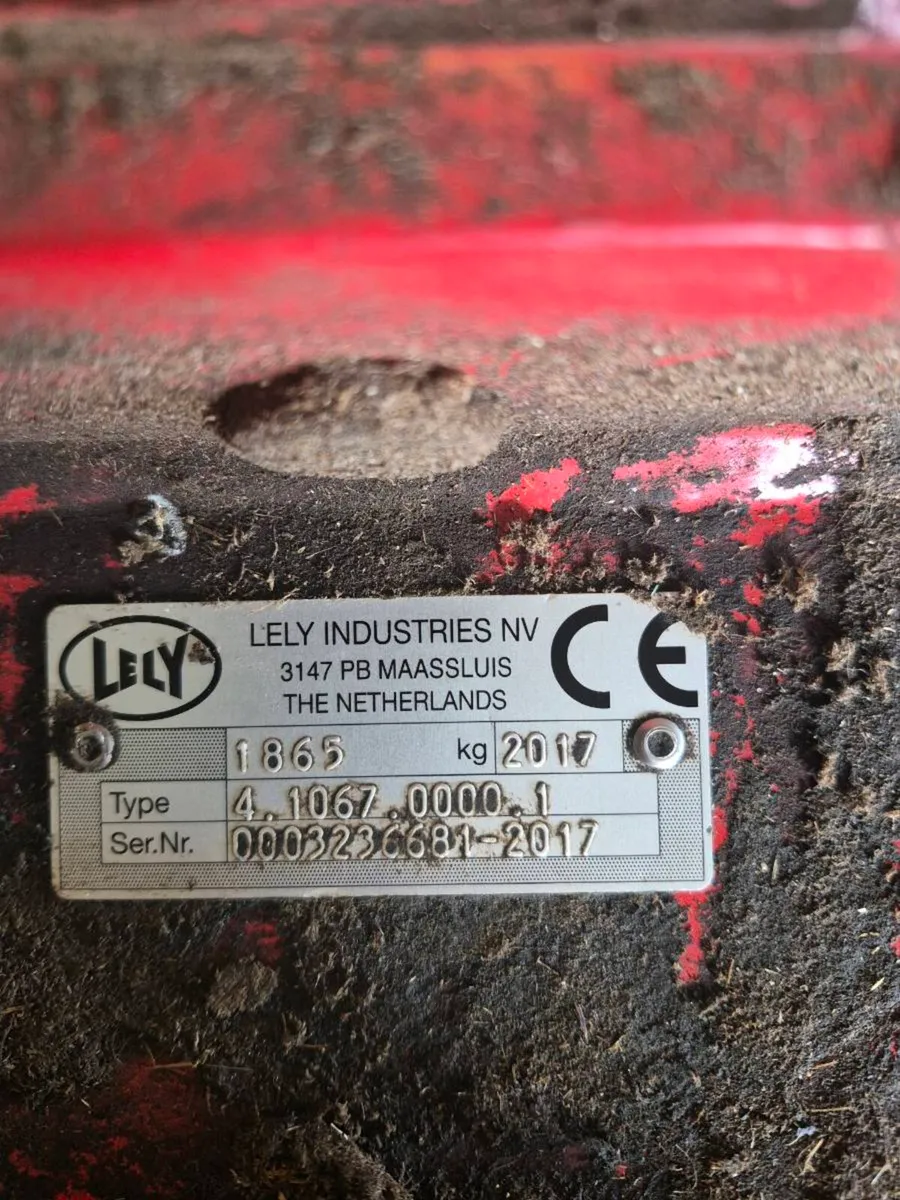 LELY
LELY INDUSTRIES NV
3147 PB MAASSLUIS
THE NETHERLANDS
CE
1865 kg 2017
Type 4.1067.0000.1
Ser.Nr. 0003236681-2017